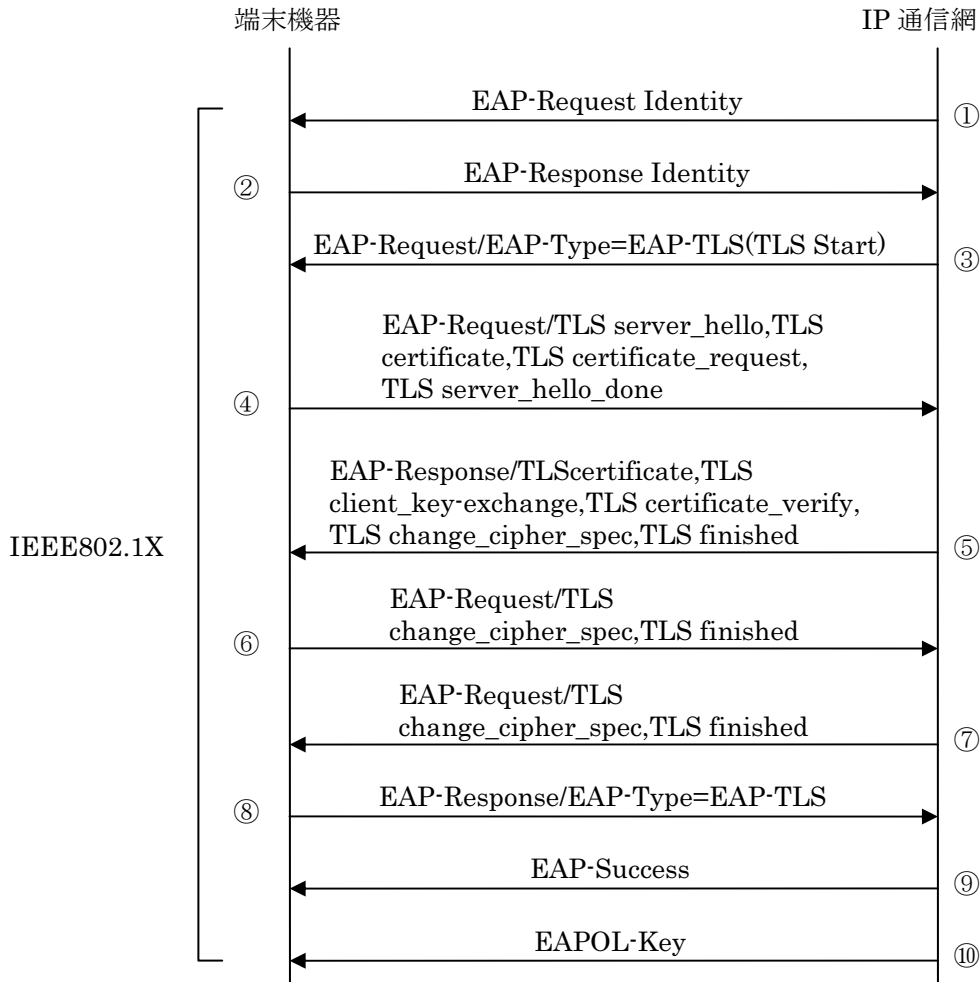 端末機器
IP 通信網
EAP-Request Identity
①
②
EAP-Response Identity
EAP-Request/EAP-Type=EAP-TLS(TLS Start)
③
EAP-Request/TLS server_hello,TLS
certificate,TLS certificate_request,
TLS server_hello_done
④
EAP-Response/TLScertificate,TLS
client_key-exchange,TLS certificate_verify,
TLS change_cipher_spec,TLS finished
IEEE802.1X
⑤
EAP-Request/TLS
change_cipher_spec,TLS finished
⑥
EAP-Request/TLS
change_cipher_spec,TLS finished
⑦
EAP-Response/EAP-Type=EAP-TLS
⑧
EAP-Success
⑨
EAPOL-Key
⑩